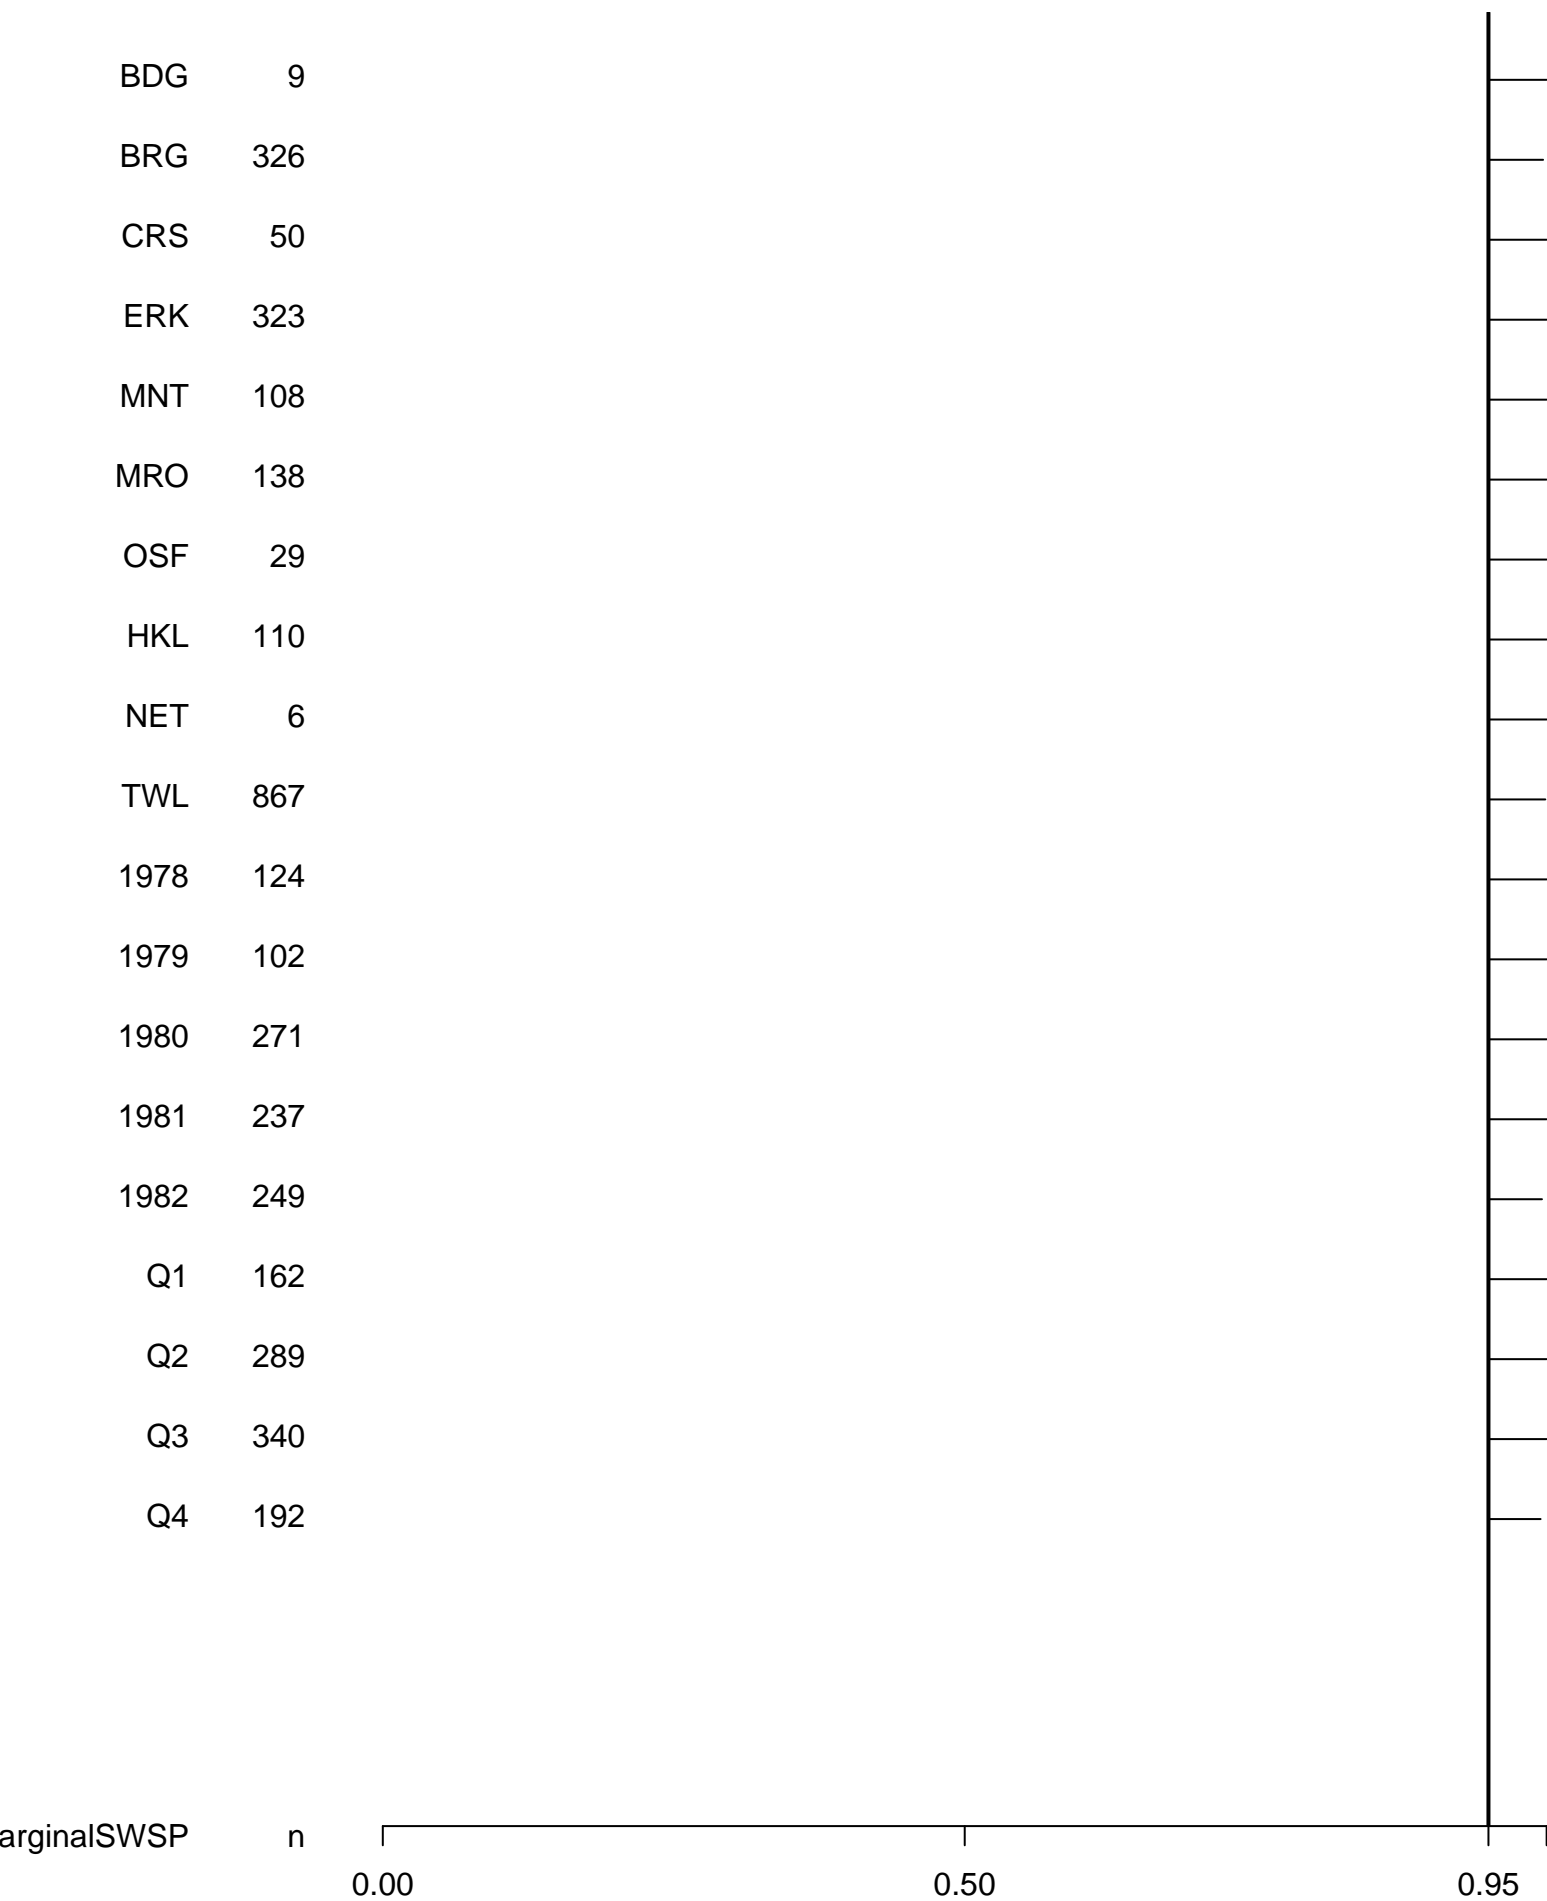 BDG 9
BRG 326
CRS 50
ERK 323
MNT 108
MRO 138
OSF 29
HKL 110
NET 6
TWL 867
1978 124
1979 102
1980 271
1981 237
1982 249
Q1 162
Q2 289
Q3 340
Q4 192
arginalSWSP n
0.00 0.50 0.95